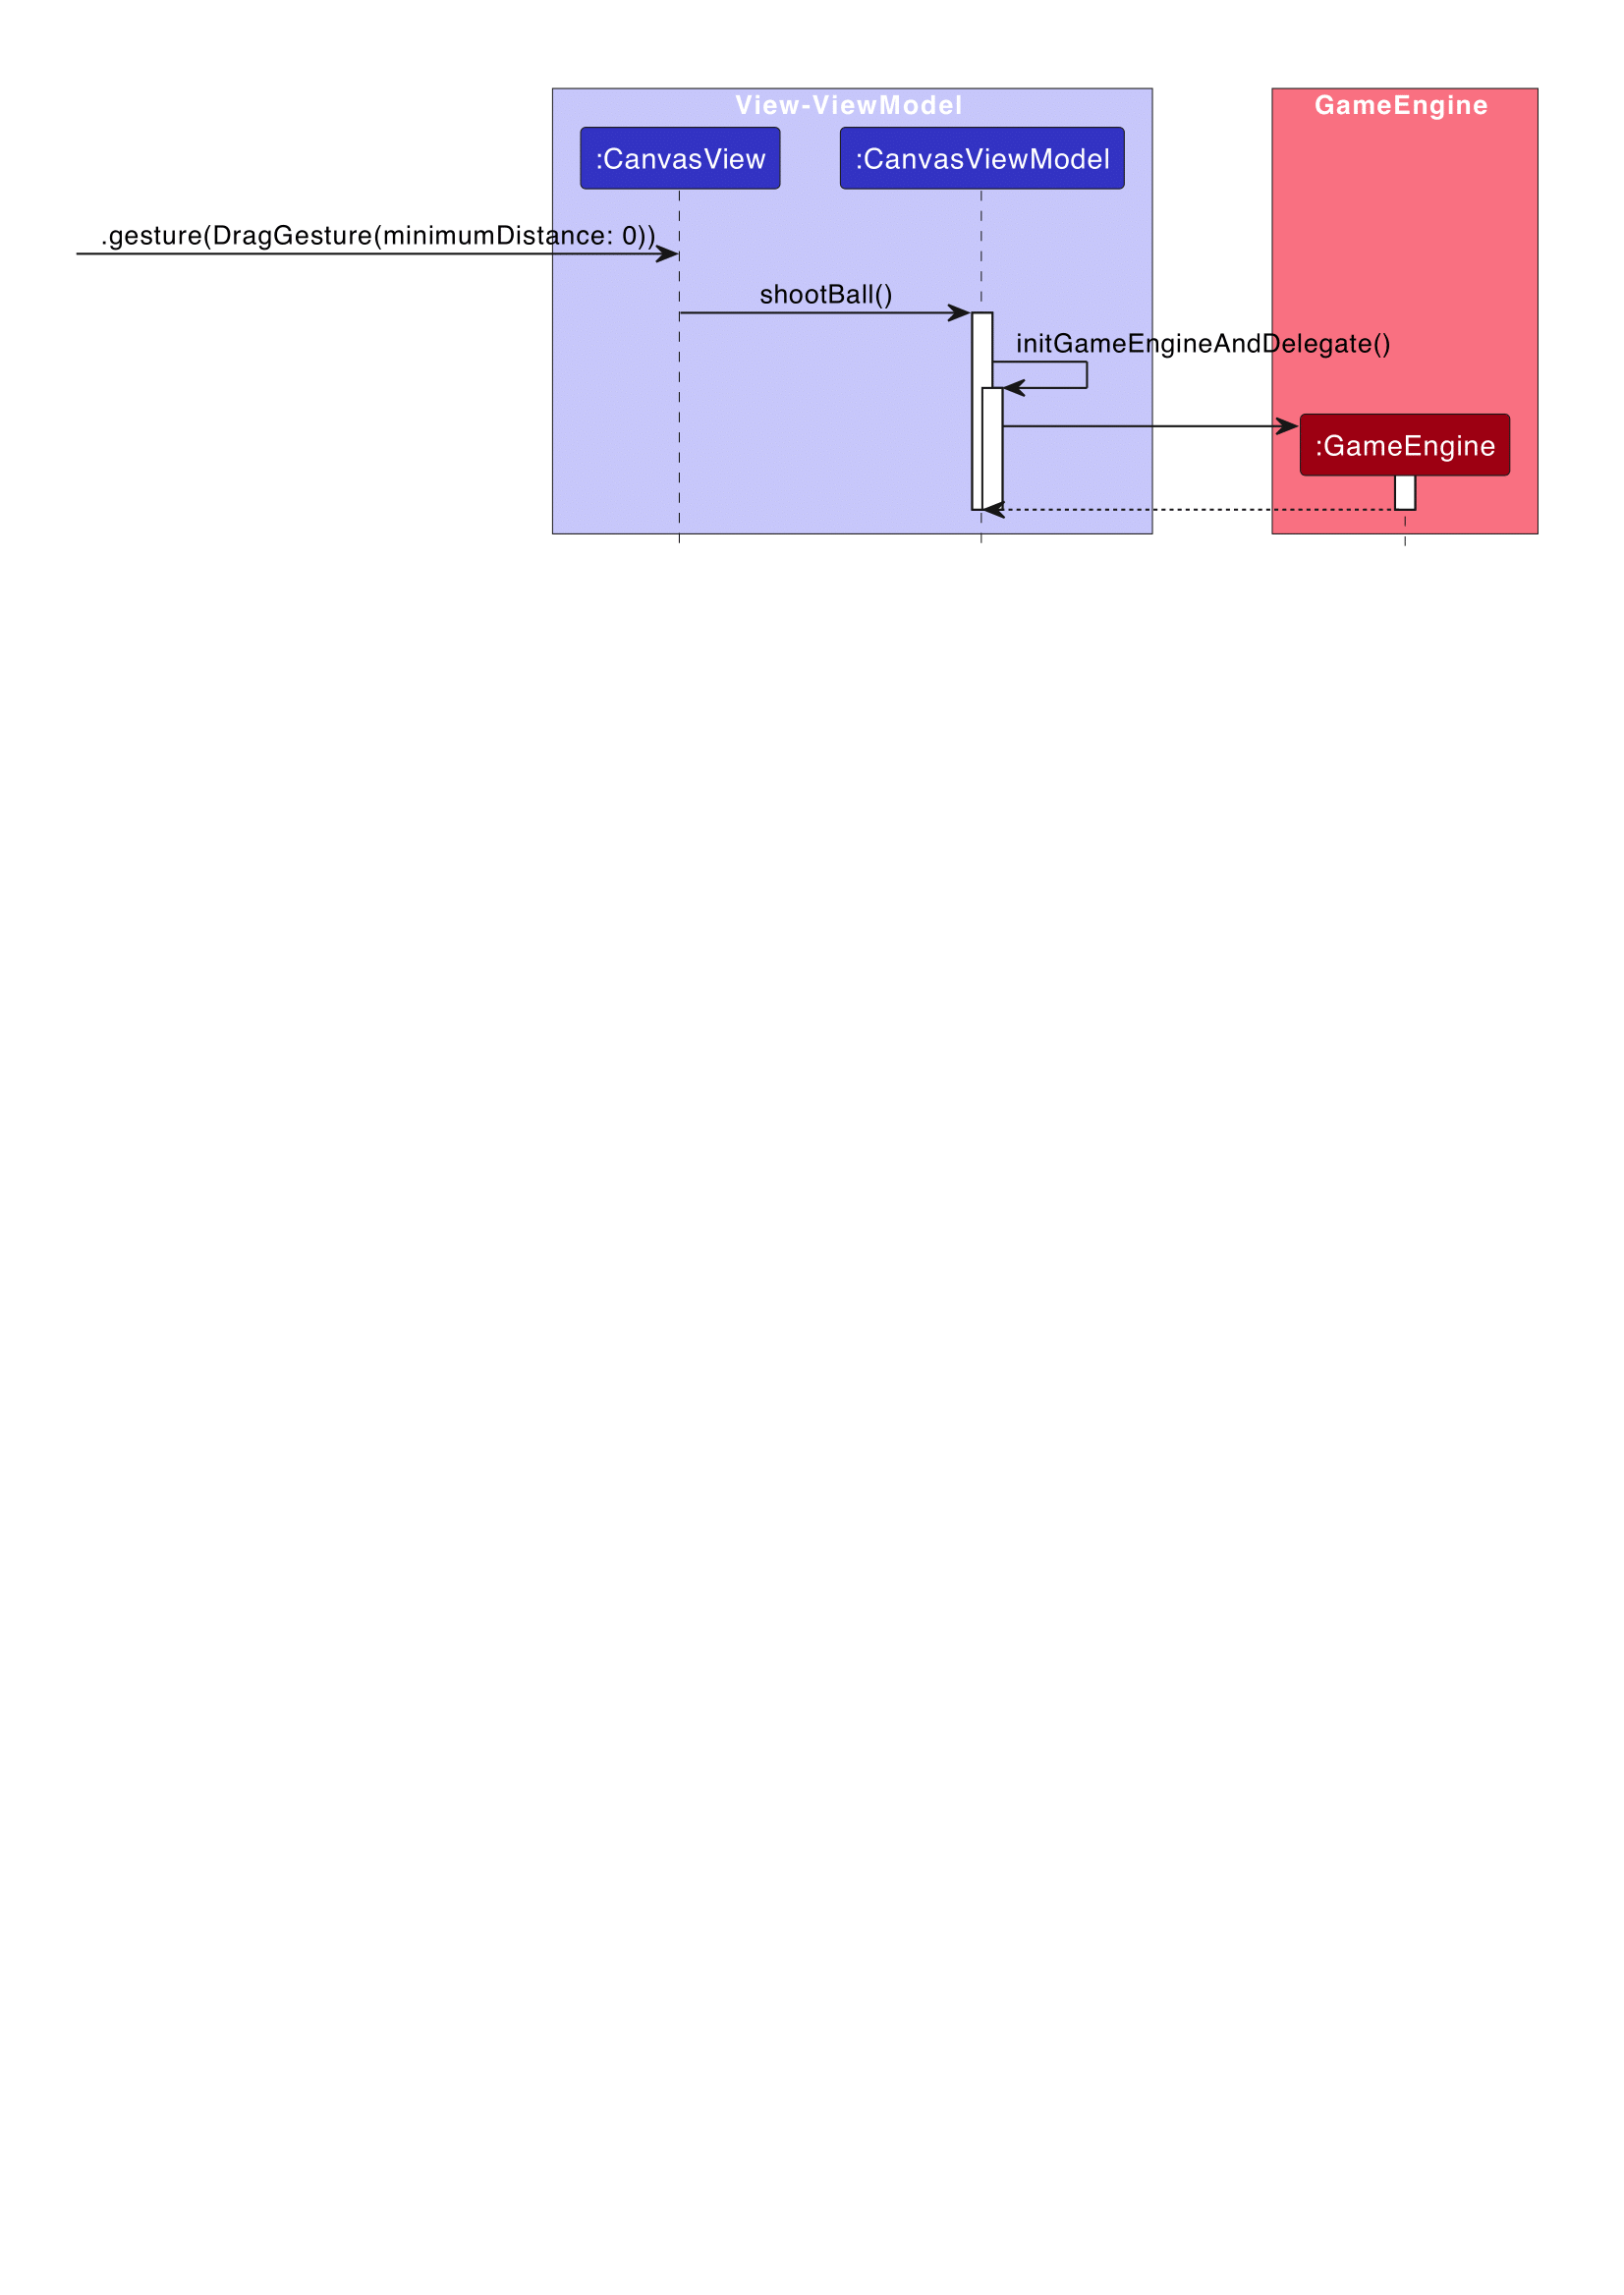 View-ViewModel
GameEngine
:CanvasView
:CanvasViewModel
.gesture(DragGesture(minimumDistance: 0))
shootBall()
initGameEngineAndDelegate()
:GameEngine